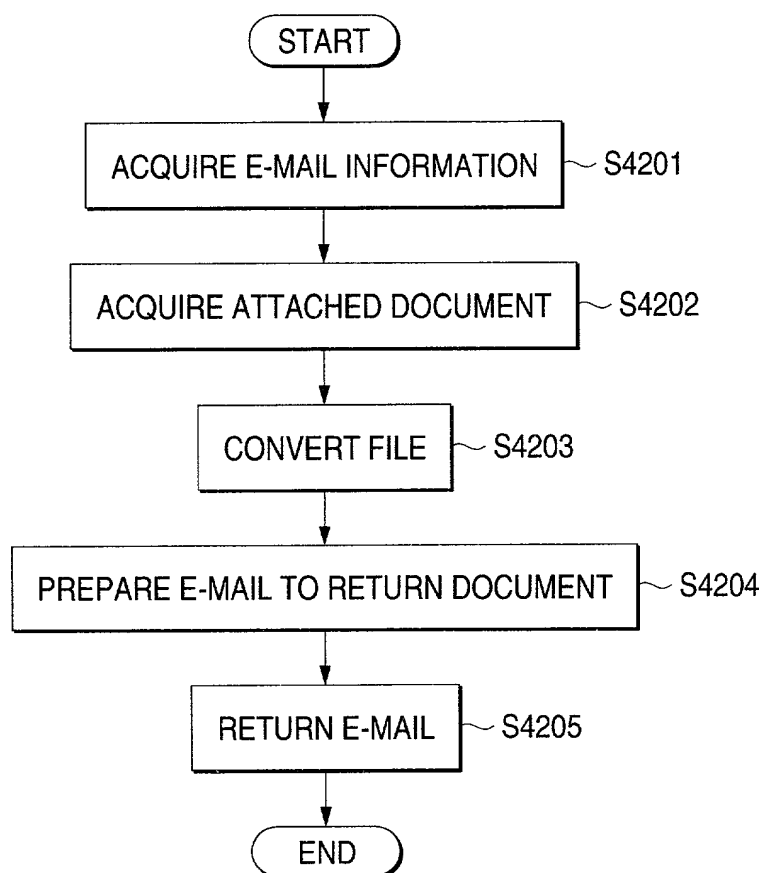 START
ACQUIRE E-MAIL INFORMATION S4201
ACQUIRE ATTACHED DOCUMENT S4202
CONVERT FILE S4203
PREPARE E-MAIL TO RETURN DOCUMENT S4204
RETURN E-MAIL S4205
END